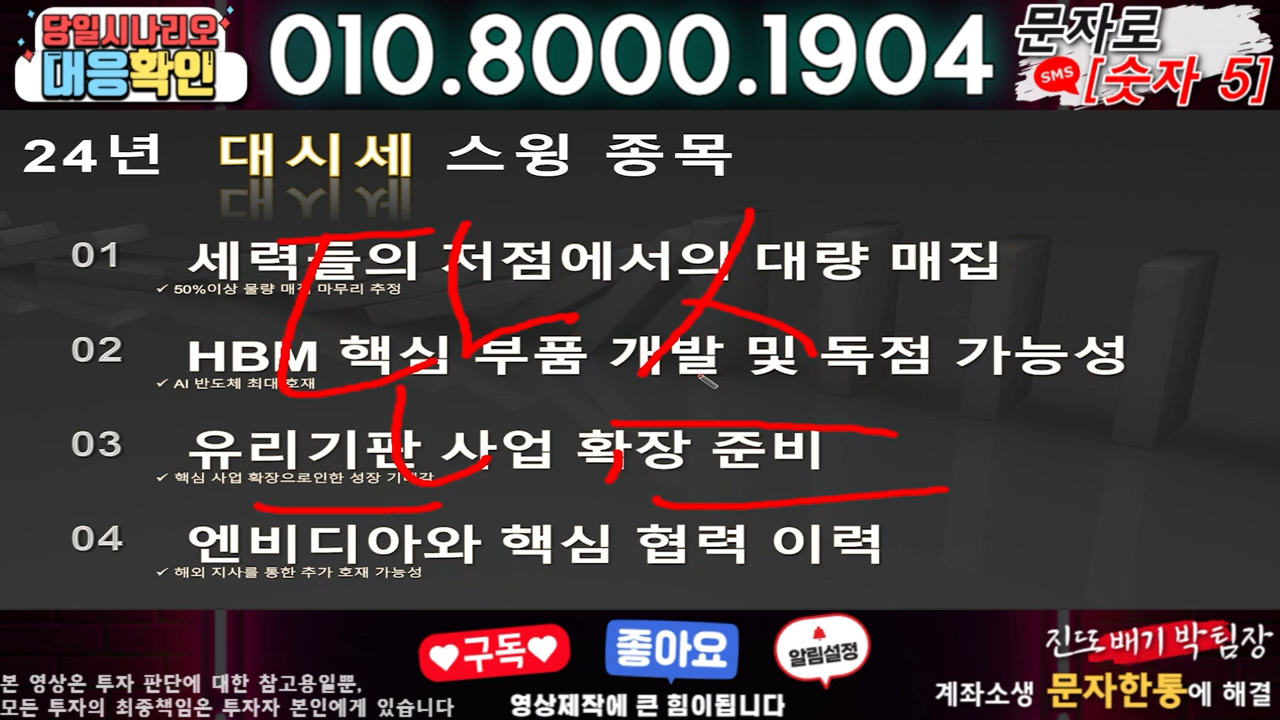 당일시나리오
대응확인
010.8000.1904
문자로
SMS [숫자 5]
24년 대시세 스윙 종목
01 세력들의 저점에서의 대량 매집
✓ 50%이상 물량 매집 마무리 추정
02 HBM 핵심 부품 개발 및 독점 가능성
✓ AI 반도체 최대 호재
03 유리기판 사업 확장 준비
✓ 핵심 사업 확장으로인한 성장 기대감
04 엔비디아와 핵심 협력 이력
✓ 해외 지사를 통한 추가 호재 가능성
구독 좋아요 알림설정
영상제작에 큰 힘이됩니다
본 영상은 투자 판단에 대한 참고용일뿐,
모든 투자의 최종책임은 투자자 본인에게 있습니다
진또배기 박팀장
계좌소생 문자한통에 해결